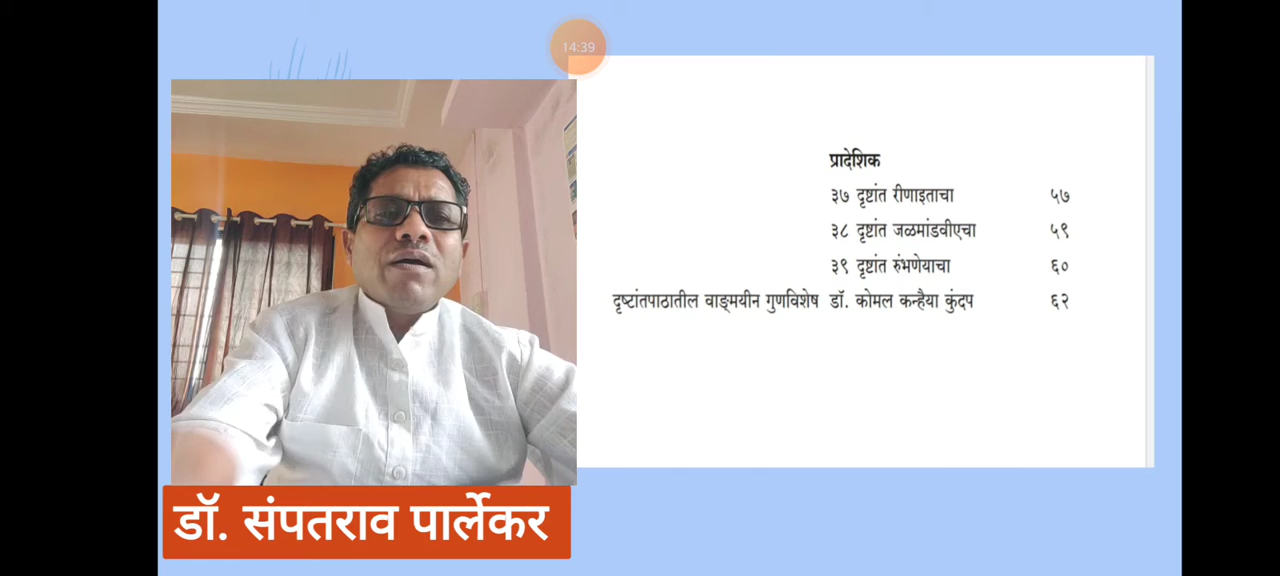 14:39
प्रादेशिक
३७ दृष्टांत रीणाइताचा ५७
३८ दृष्टांत जळमांडवीएचा ५९
३९ दृष्टांत रुंभणेयाचा ६०
दृष्टांतपाठातील वाङ्मयीन गुणविशेष डॉ. कोमल कन्हैया कुंदप ६२
डॉ. संपतराव पार्लेकर